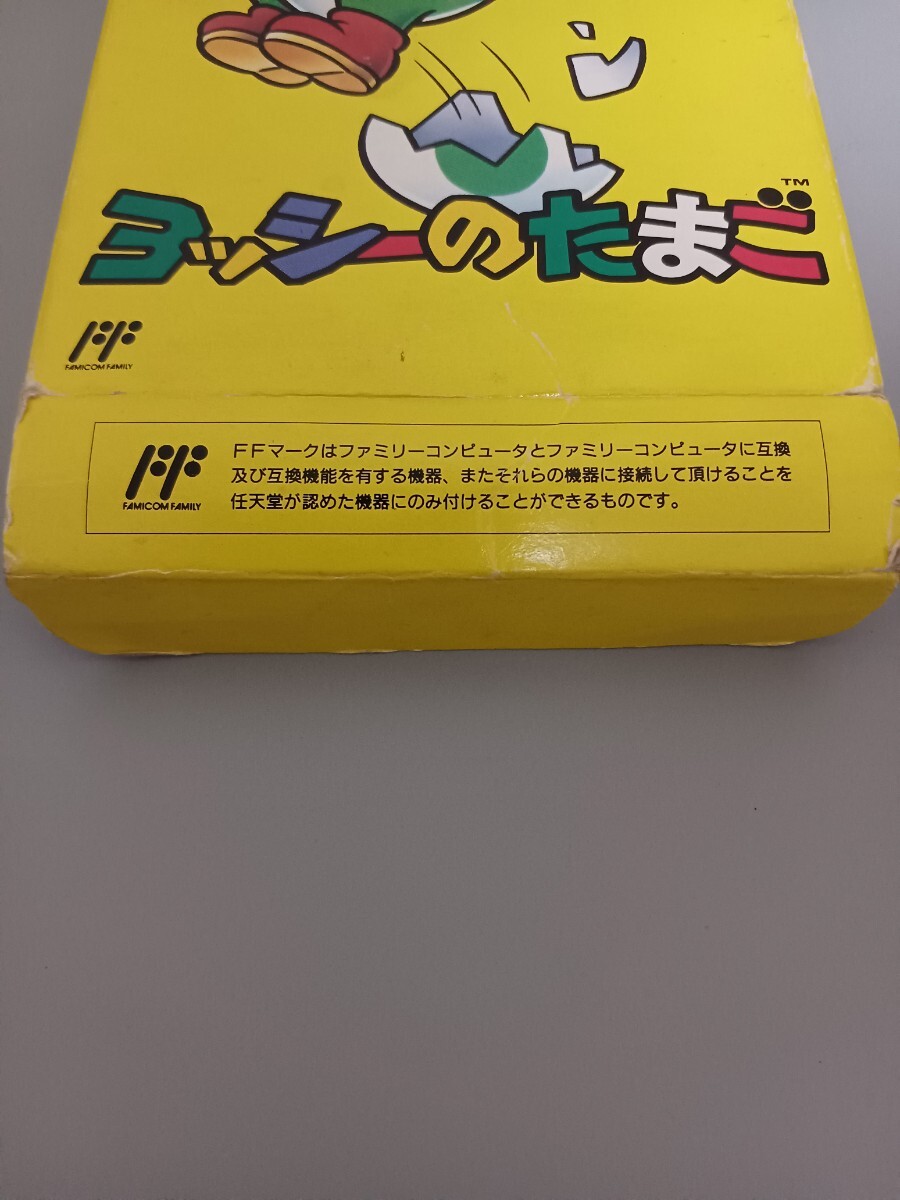 ヨッシーのたまご™
FAMICOM FAMILY
FFマークはファミリーコンピュータとファミリーコンピュータに互換
及び互換機能を有する機器、またそれらの機器に接続して頂けることを
任天堂が認めた機器にのみ付けることができるものです。
FAMICOM FAMILY